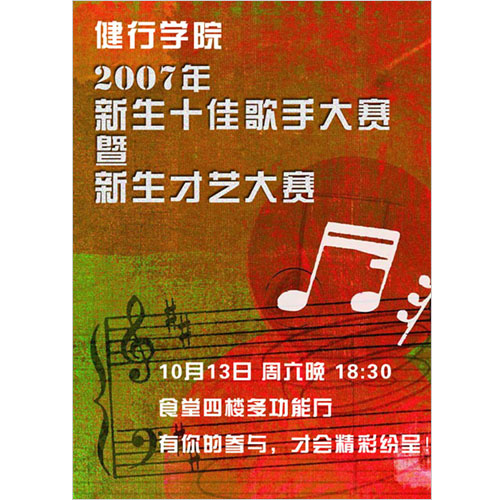 健行学院
2007年
新生十佳歌手大赛
暨
新生才艺大赛
10月13日 周六晚 18:30
食堂四楼多功能厅
有你的参与，才会精彩纷呈！